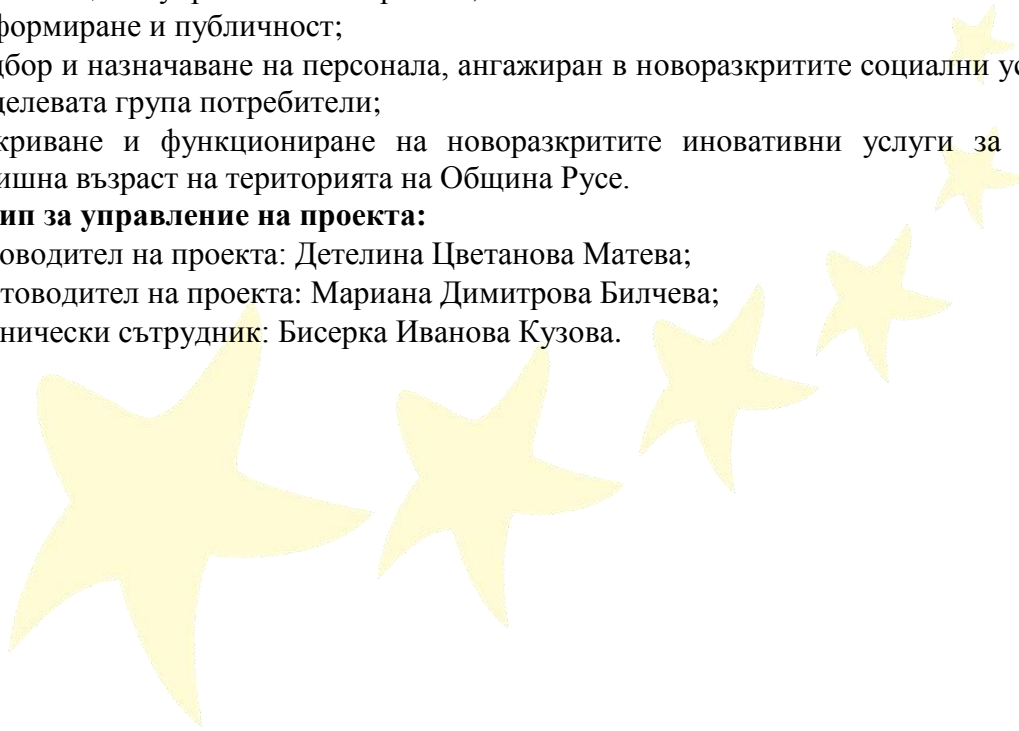 формиране и публичност;
дбор и назначаване на персонала, ангажиран в новоразкритите социални ус
целевата група потребители;
криване и функциониране на новоразкритите иновативни услуги за
ишна възраст на територията на Община Русе.
ип за управление на проекта:
оводител на проекта: Детелина Цветанова Матева;
товодител на проекта: Мариана Димитрова Билчева;
нически сътрудник: Бисерка Иванова Кузова.